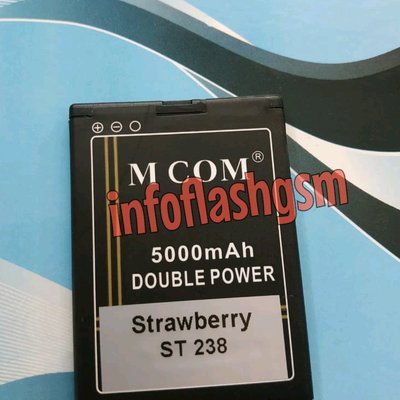 M COM®
infoflashgsm
5000mAh
DOUBLE POWER
Strawberry
ST 238